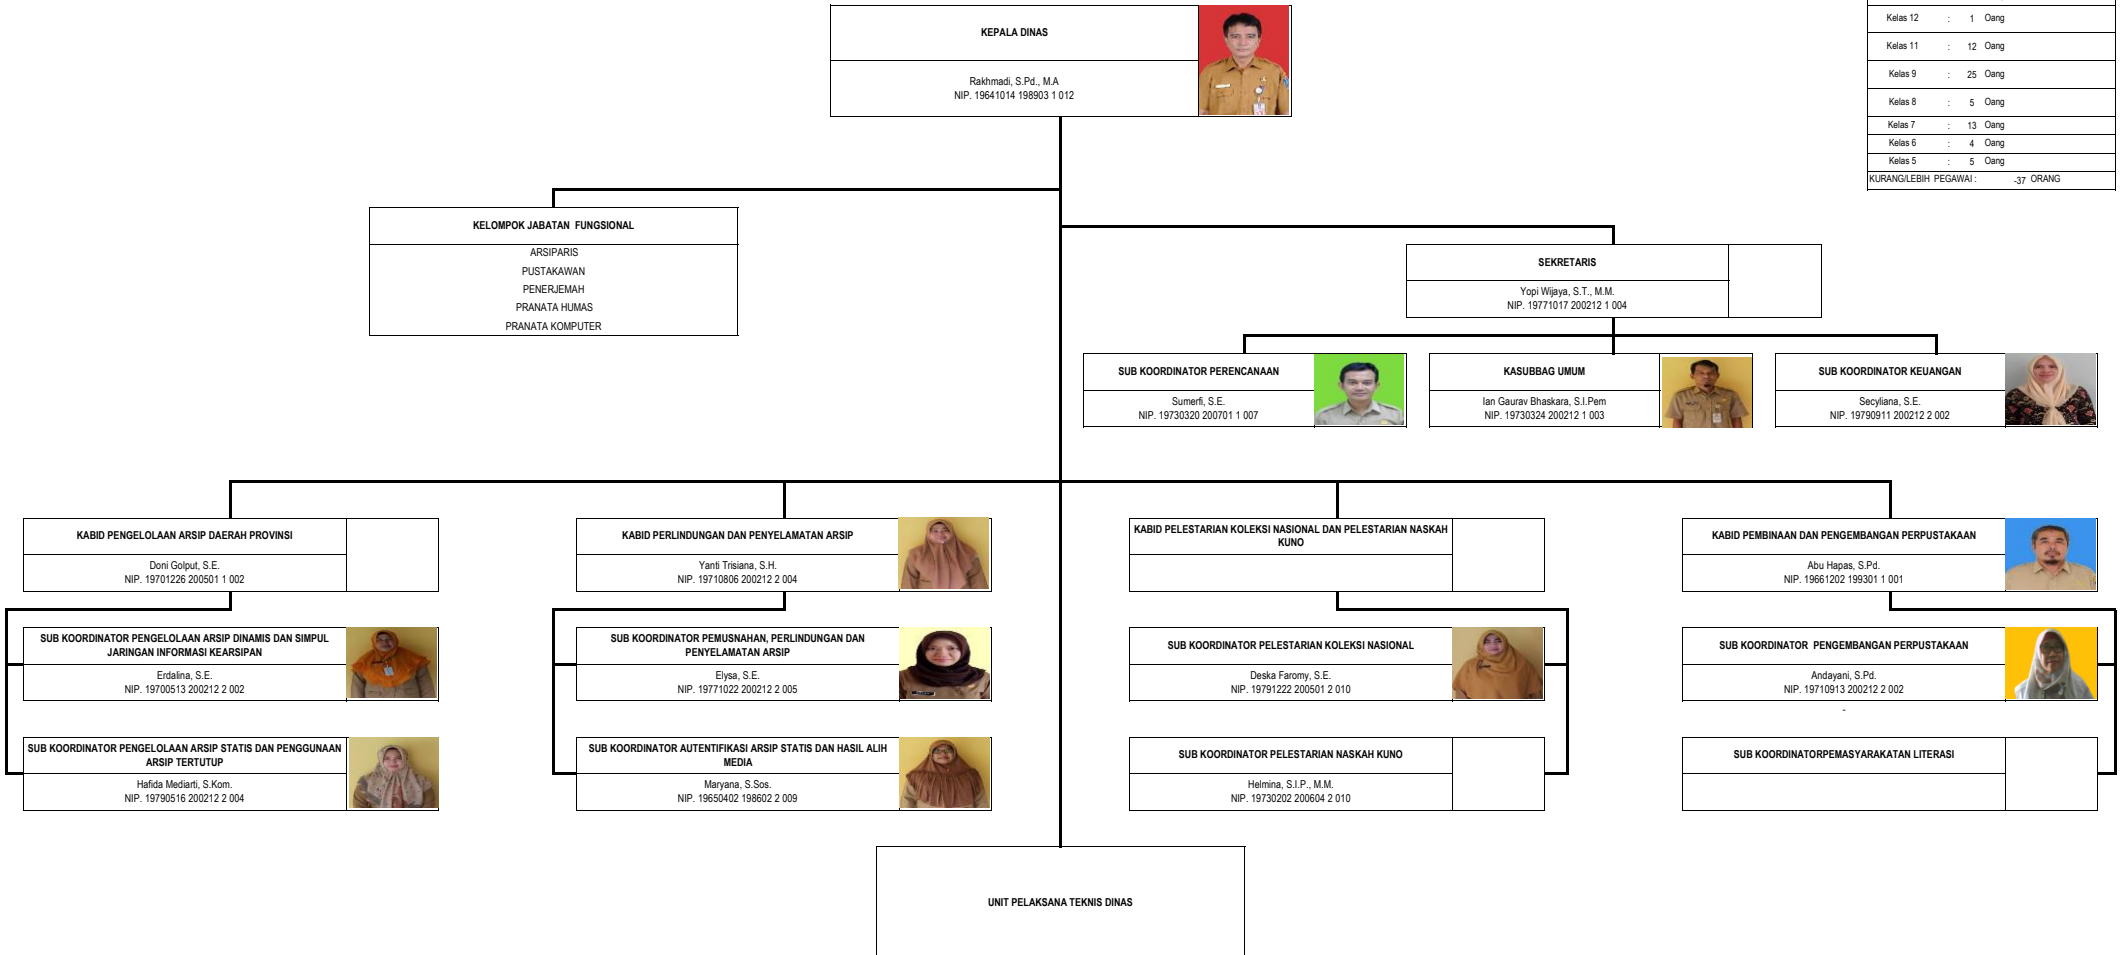 KEPALA DINAS
Rakhmadi, S.Pd., M.A
NIP. 19641014 198903 1 012
Kelas 12 : 1 Oang
Kelas 11 : 12 Oang
Kelas 9 : 25 Oang
Kelas 8 : 5 Oang
Kelas 7 : 13 Oang
Kelas 6 : 4 Oang
Kelas 5 : 5 Oang
KURANG/LEBIH PEGAWAI : -37 ORANG
KELOMPOK JABATAN FUNGSIONAL
ARSIPARIS
PUSTAKAWAN
PENERJEMAH
PRANATA HUMAS
PRANATA KOMPUTER
SEKRETARIS
Yopi Wijaya, S.T., M.M.
NIP. 19771017 200212 1 004
SUB KOORDINATOR PERENCANAAN
Sumerfi, S.E.
NIP. 19730320 200701 1 007
KASUBBAG UMUM
Ian Gaurav Bhaskara, S.I.Pem
NIP. 19730324 200212 1 003
SUB KOORDINATOR KEUANGAN
Secyliana, S.E.
NIP. 19790911 200212 2 002
KABID PENGELOLAAN ARSIP DAERAH PROVINSI
Doni Golput, S.E.
NIP. 19701226 200501 1 002
KABID PERLINDUNGAN DAN PENYELAMATAN ARSIP
Yanti Trisiana, S.H.
NIP. 19710806 200212 2 004
KABID PELESTARIAN KOLEKSI NASIONAL DAN PELESTARIAN NASKAH
KUNO
KABID PEMBINAAN DAN PENGEMBANGAN PERPUSTAKAAN
Abu Hapas, S.Pd.
NIP. 19661202 199301 1 001
SUB KOORDINATOR PENGELOLAAN ARSIP DINAMIS DAN SIMPUL
JARINGAN INFORMASI KEARSIPAN
Erdalina, S.E.
NIP. 19700513 200212 2 002
SUB KOORDINATOR PEMUSNAHAN, PERLINDUNGAN DAN
PENYELAMATAN ARSIP
Elysa, S.E.
NIP. 19771022 200212 2 005
SUB KOORDINATOR PELESTARIAN KOLEKSI NASIONAL
Deska Faromy, S.E.
NIP. 19791222 200501 2 010
SUB KOORDINATOR PENGEMBANGAN PERPUSTAKAAN
Andayani, S.Pd.
NIP. 19710913 200212 2 002
-
SUB KOORDINATOR PENGELOLAAN ARSIP STATIS DAN PENGGUNAAN
ARSIP TERTUTUP
Hafida Mediarti, S.Kom.
NIP. 19790516 200212 2 004
SUB KOORDINATOR AUTENTIFIKASI ARSIP STATIS DAN HASIL ALIH
MEDIA
Maryana, S.Sos.
NIP. 19650402 198602 2 009
SUB KOORDINATOR PELESTARIAN NASKAH KUNO
Helmina, S.I.P., M.M.
NIP. 19730202 200604 2 010
SUB KOORDINATORPEMASYARAKATAN LITERASI
UNIT PELAKSANA TEKNIS DINAS